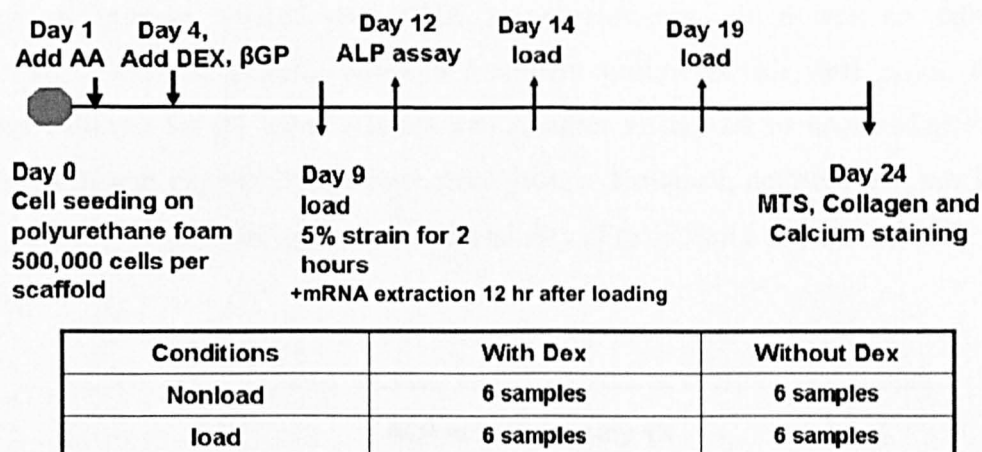 Day 1
Add AA
Day 4,
Add DEX, βGP
Day 12
ALP assay
Day 14
load
Day 19
load
Day 0
Cell seeding on
polyurethane foam
500,000 cells per
scaffold
Day 9
load
5% strain for 2
hours
+mRNA extraction 12 hr after loading
Day 24
MTS, Collagen and
Calcium staining
Conditions With Dex Without Dex
Nonload 6 samples 6 samples
load 6 samples 6 samples